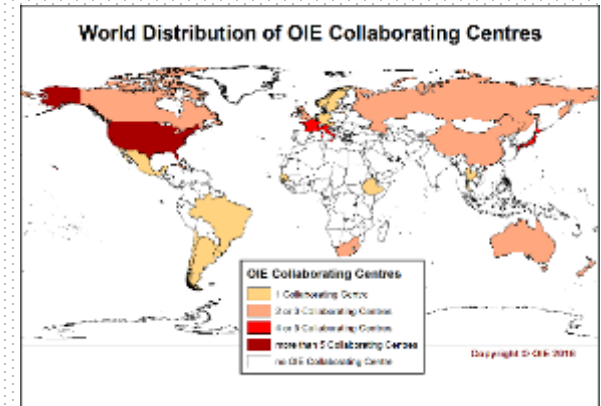 World Distribution of OIE Collaborating Centres
OIE Collaborating Centres
1 Collaborating Centre
2 or 3 Collaborating Centres
4 or 5 Collaborating Centres
more than 5 Collaborating Centres
no OIE Collaborating Centre
Copyright © OIE 2016